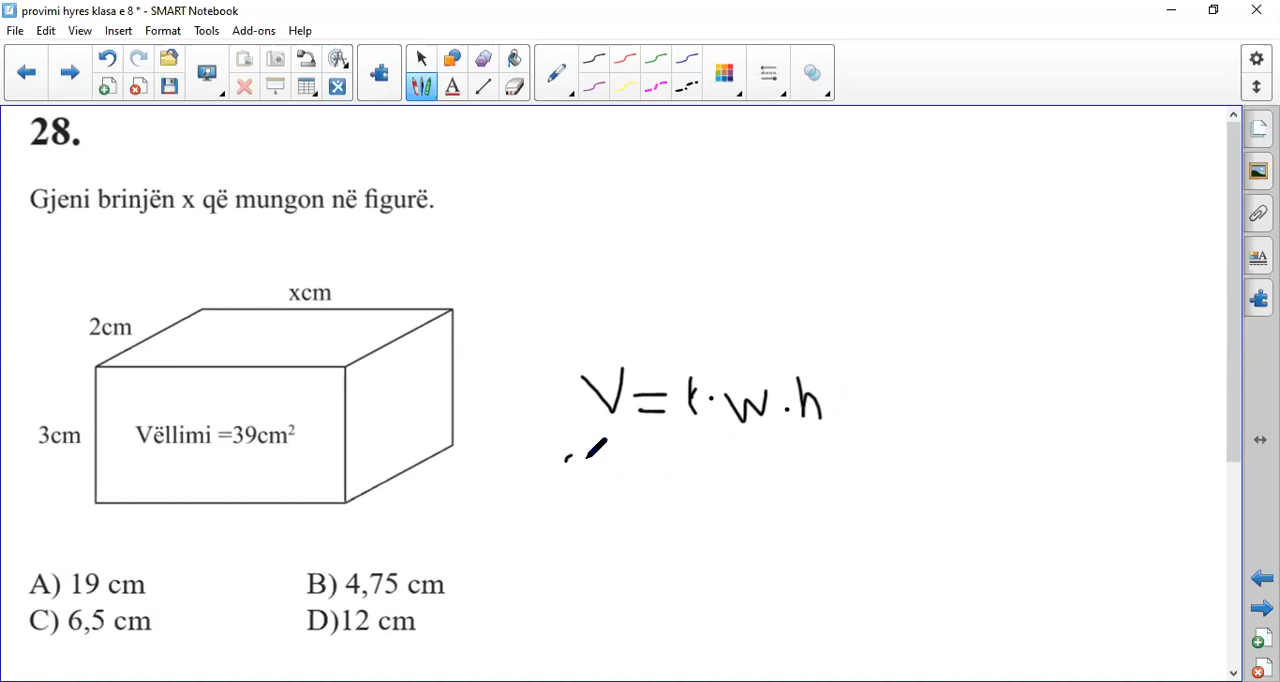 provimi hyres klasa e 8 * - SMART Notebook
File Edit View Insert Format Tools Add-ons Help
28.
Gjeni brinjën x që mungon në figurë.
xcm
2cm
3cm
Vëllimi =39cm²
V = l · w · h
A) 19 cm
B) 4,75 cm
C) 6,5 cm
D)12 cm